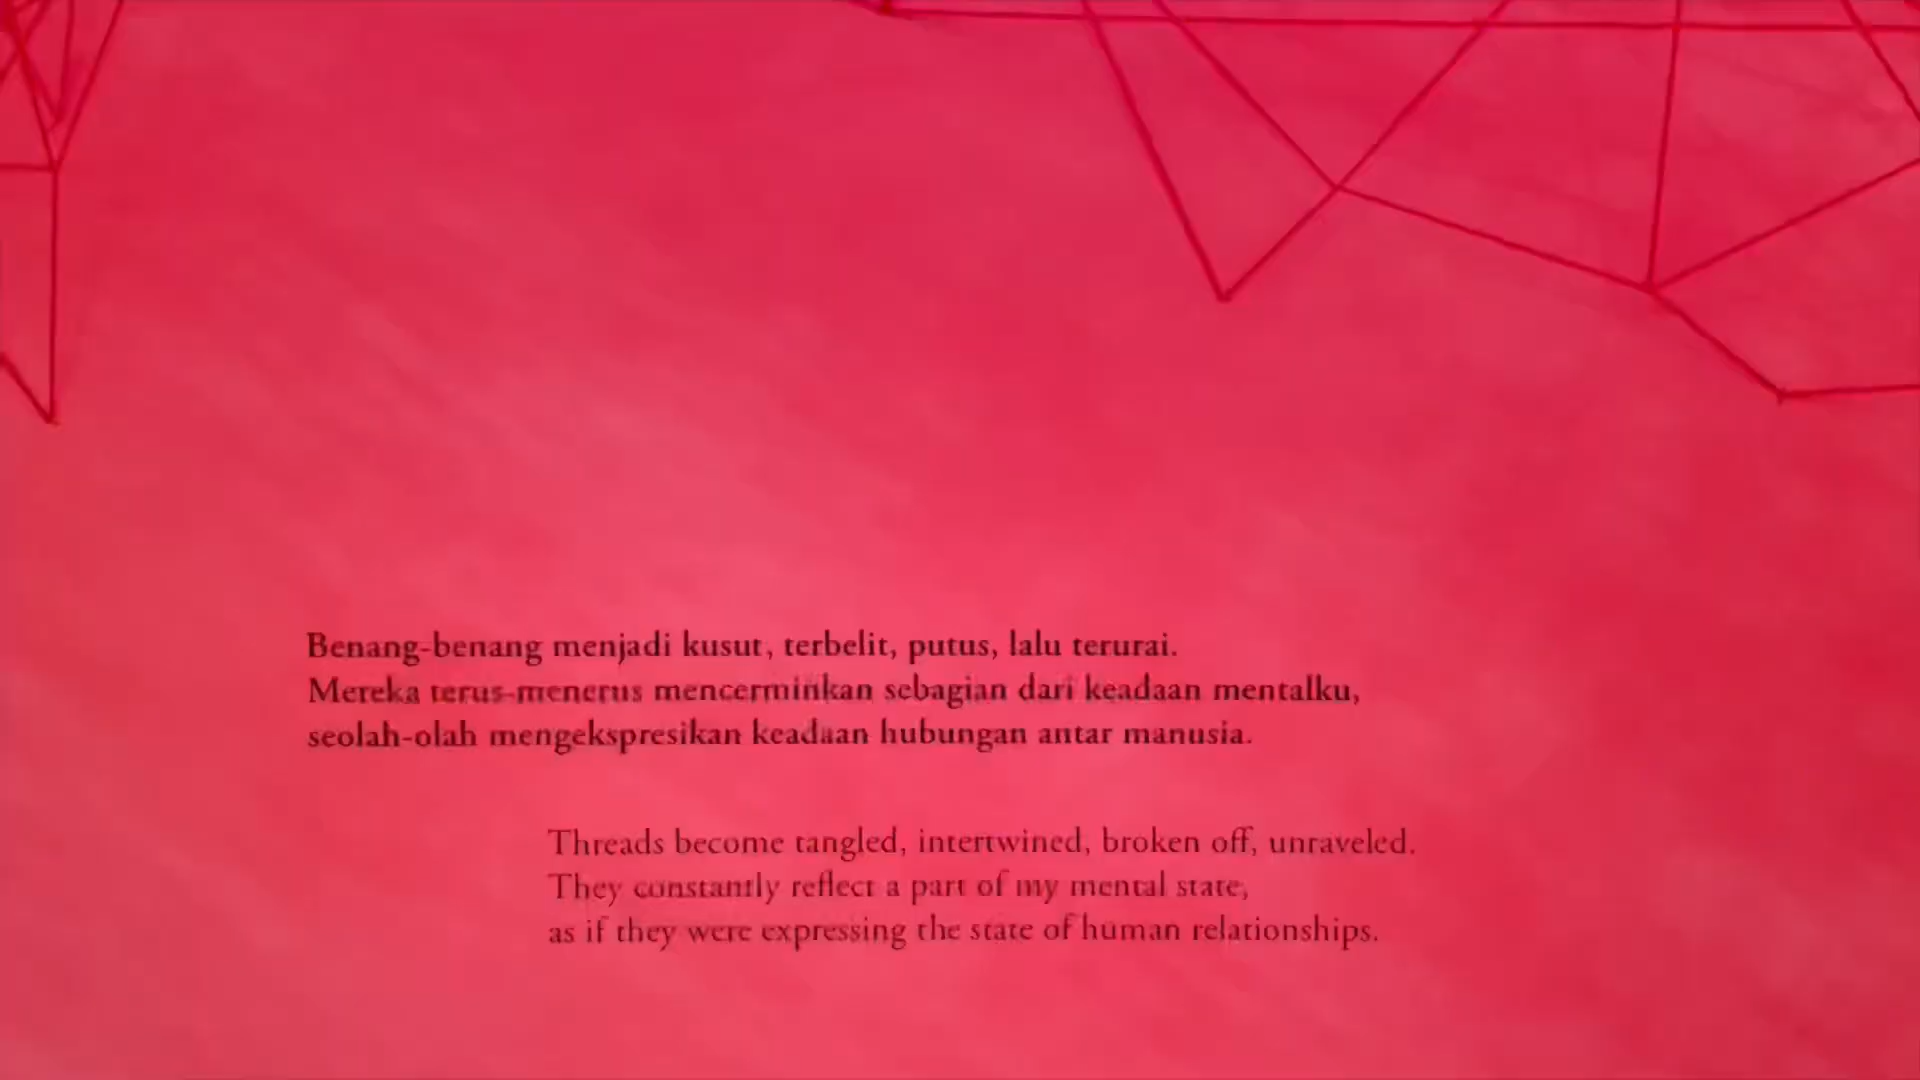 Benang-benang menjadi kusut, terbelit, putus, lalu terurai.
Mereka terus-menerus mencerminkan sebagian dari keadaan mentalku,
seolah-olah mengekspresikan keadaan hubungan antar manusia.
Threads become tangled, intertwined, broken off, unraveled.
They constantly reflect a part of my mental state,
as if they were expressing the state of human relationships.